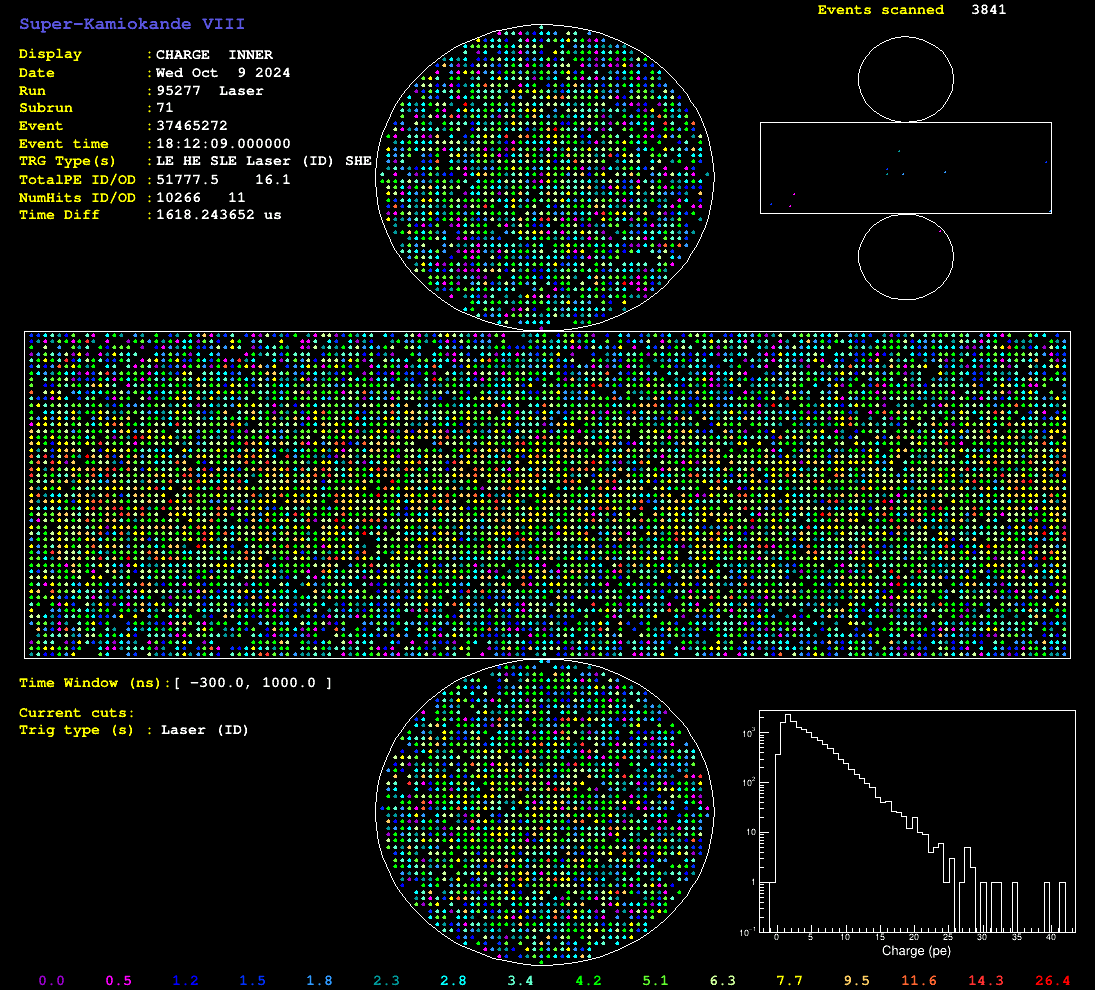 Super-Kamiokande VIII
Events scanned 3841
Display : CHARGE INNER
Date : Wed Oct 9 2024
Run : 95277 Laser
Subrun : 71
Event : 37465272
Event time : 18:12:09.000000
TRG Type(s) : LE HE SLE Laser (ID) SHE
TotalPE ID/OD : 51777.5 16.1
NumHits ID/OD : 10266 11
Time Diff : 1618.243652 us
Time Window (ns):[ -300.0, 1000.0 ]
Current cuts:
Trig type (s) : Laser (ID)
10³
10²
10
1
10⁻¹
0 5 10 15 20 25 30 35 40
Charge (pe)
0.0 0.5 1.2 1.5 1.8 2.3 2.8 3.4 4.2 5.1 6.3 7.7 9.5 11.6 14.3 26.4